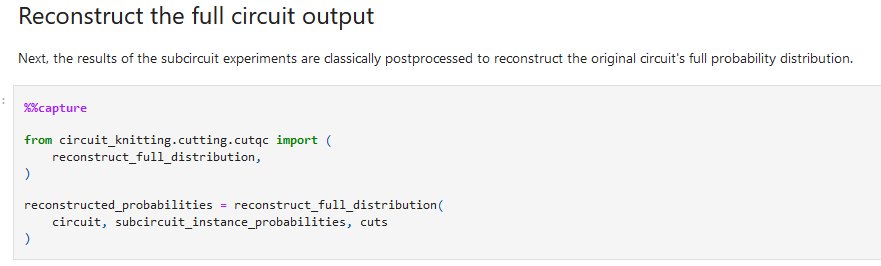 Reconstruct the full circuit output
Next, the results of the subcircuit experiments are classically postprocessed to reconstruct the original circuit's full probability distribution.
:
%%capture
from circuit_knitting.cutting.cutqc import (
    reconstruct_full_distribution,
)
reconstructed_probabilities = reconstruct_full_distribution(
    circuit, subcircuit_instance_probabilities, cuts
)